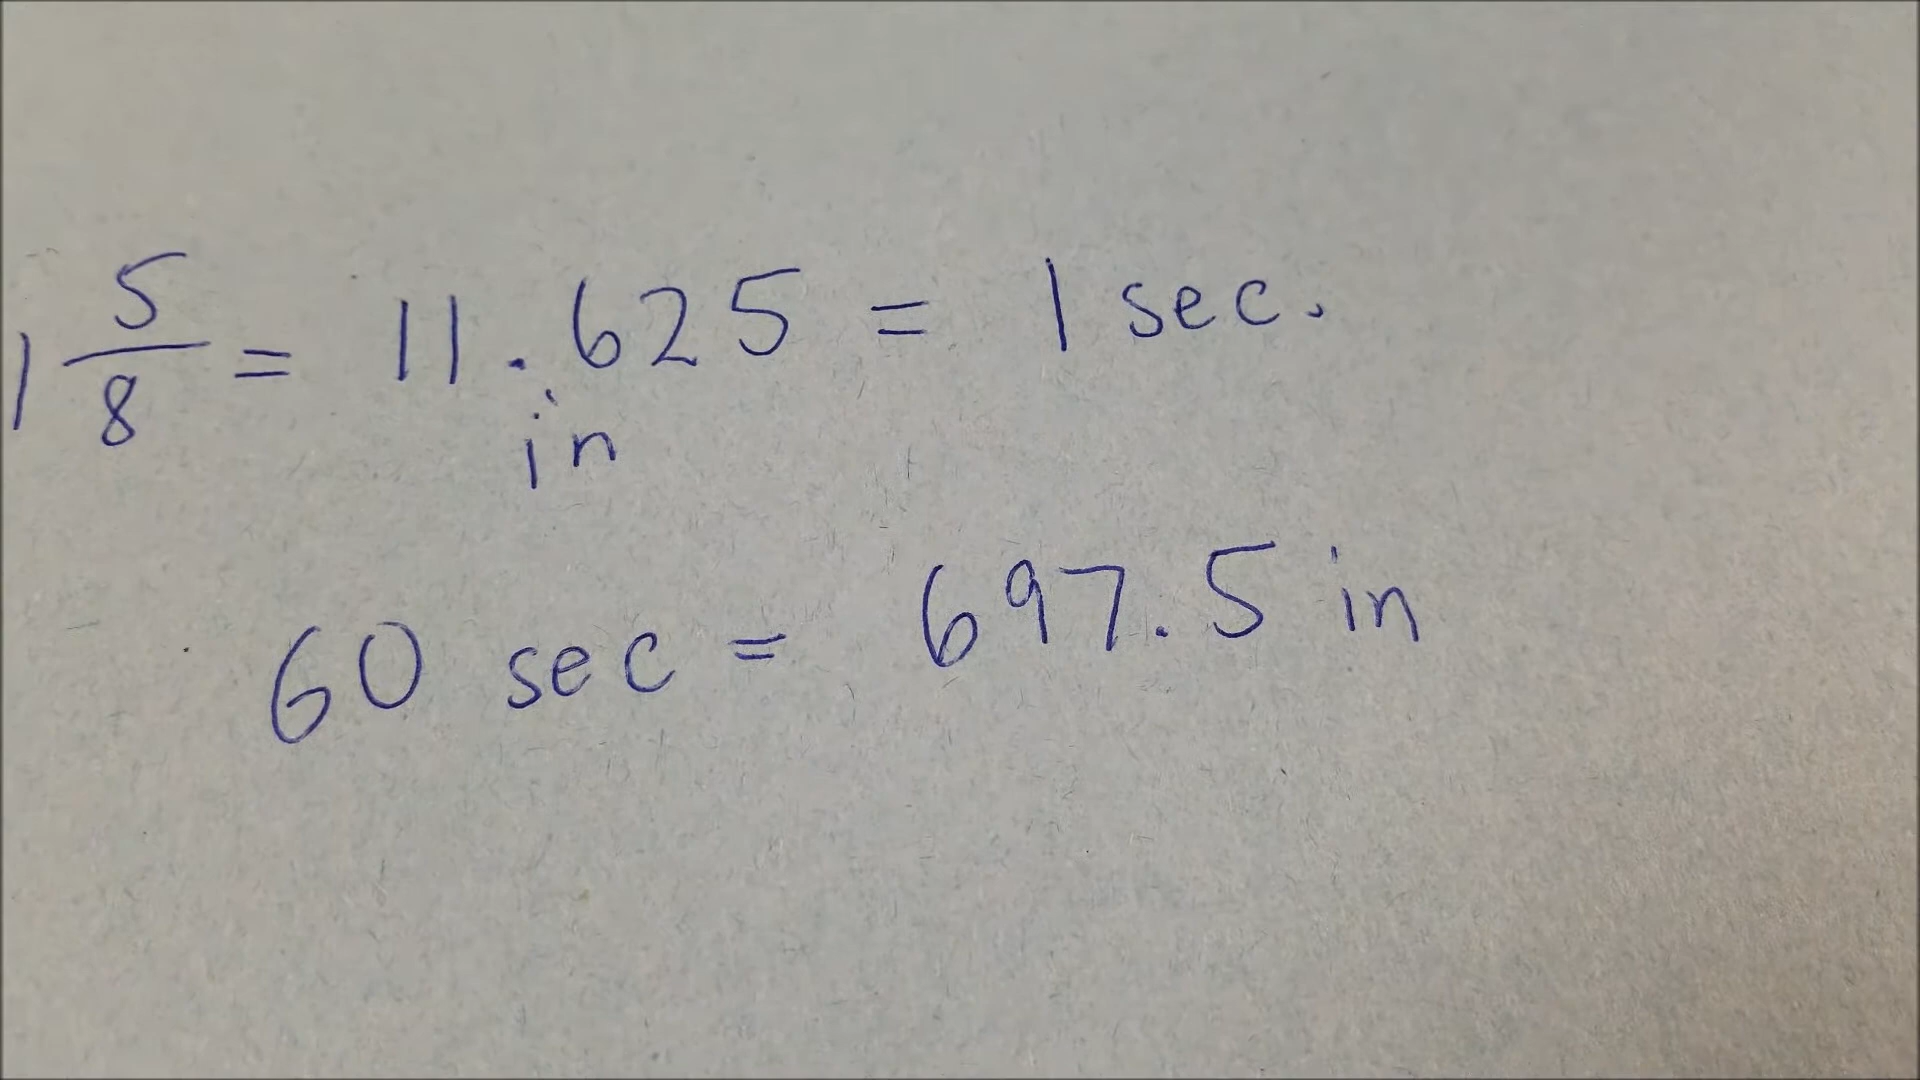 1 5/8 = 11.625 = 1 sec.
in
60 sec = 697.5 in